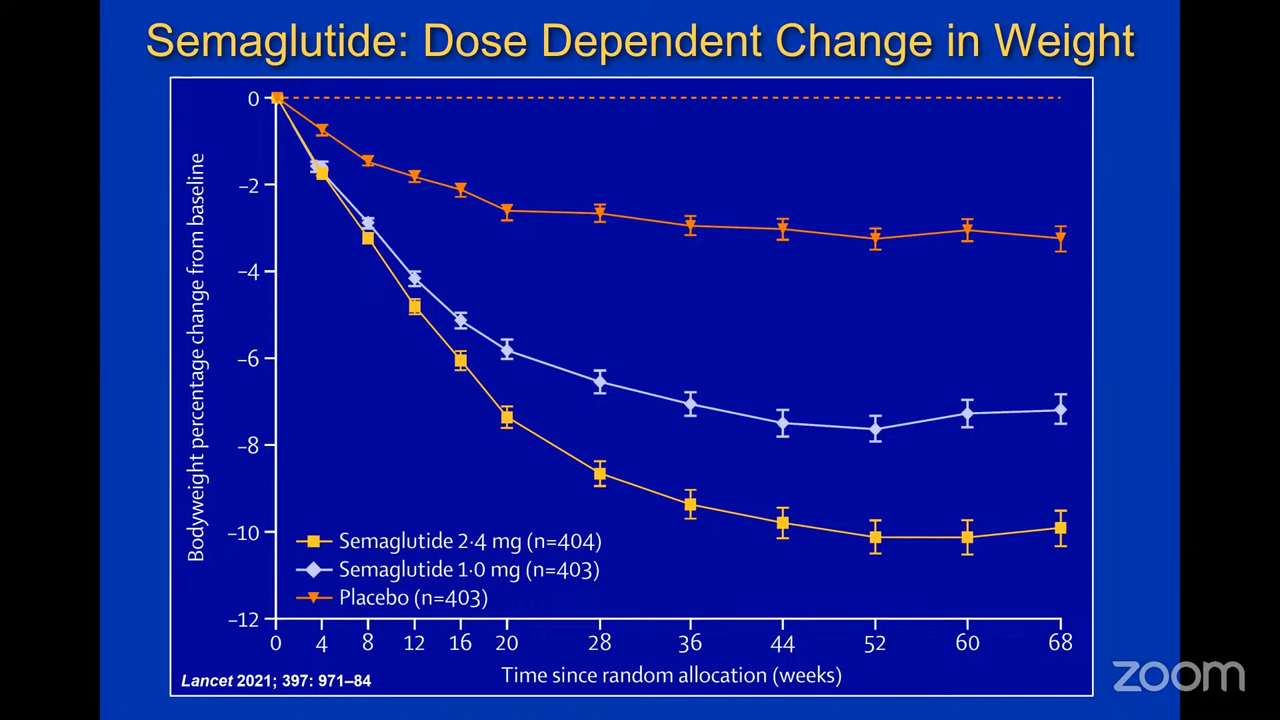 Semaglutide: Dose Dependent Change in Weight
Bodyweight percentage change from baseline
0
–2
–4
–6
–8
–10
–12
Semaglutide 2·4 mg (n=404)
Semaglutide 1·0 mg (n=403)
Placebo (n=403)
0 4 8 12 16 20 28 36 44 52 60 68
Time since random allocation (weeks)
Lancet 2021; 397: 971–84
zoom